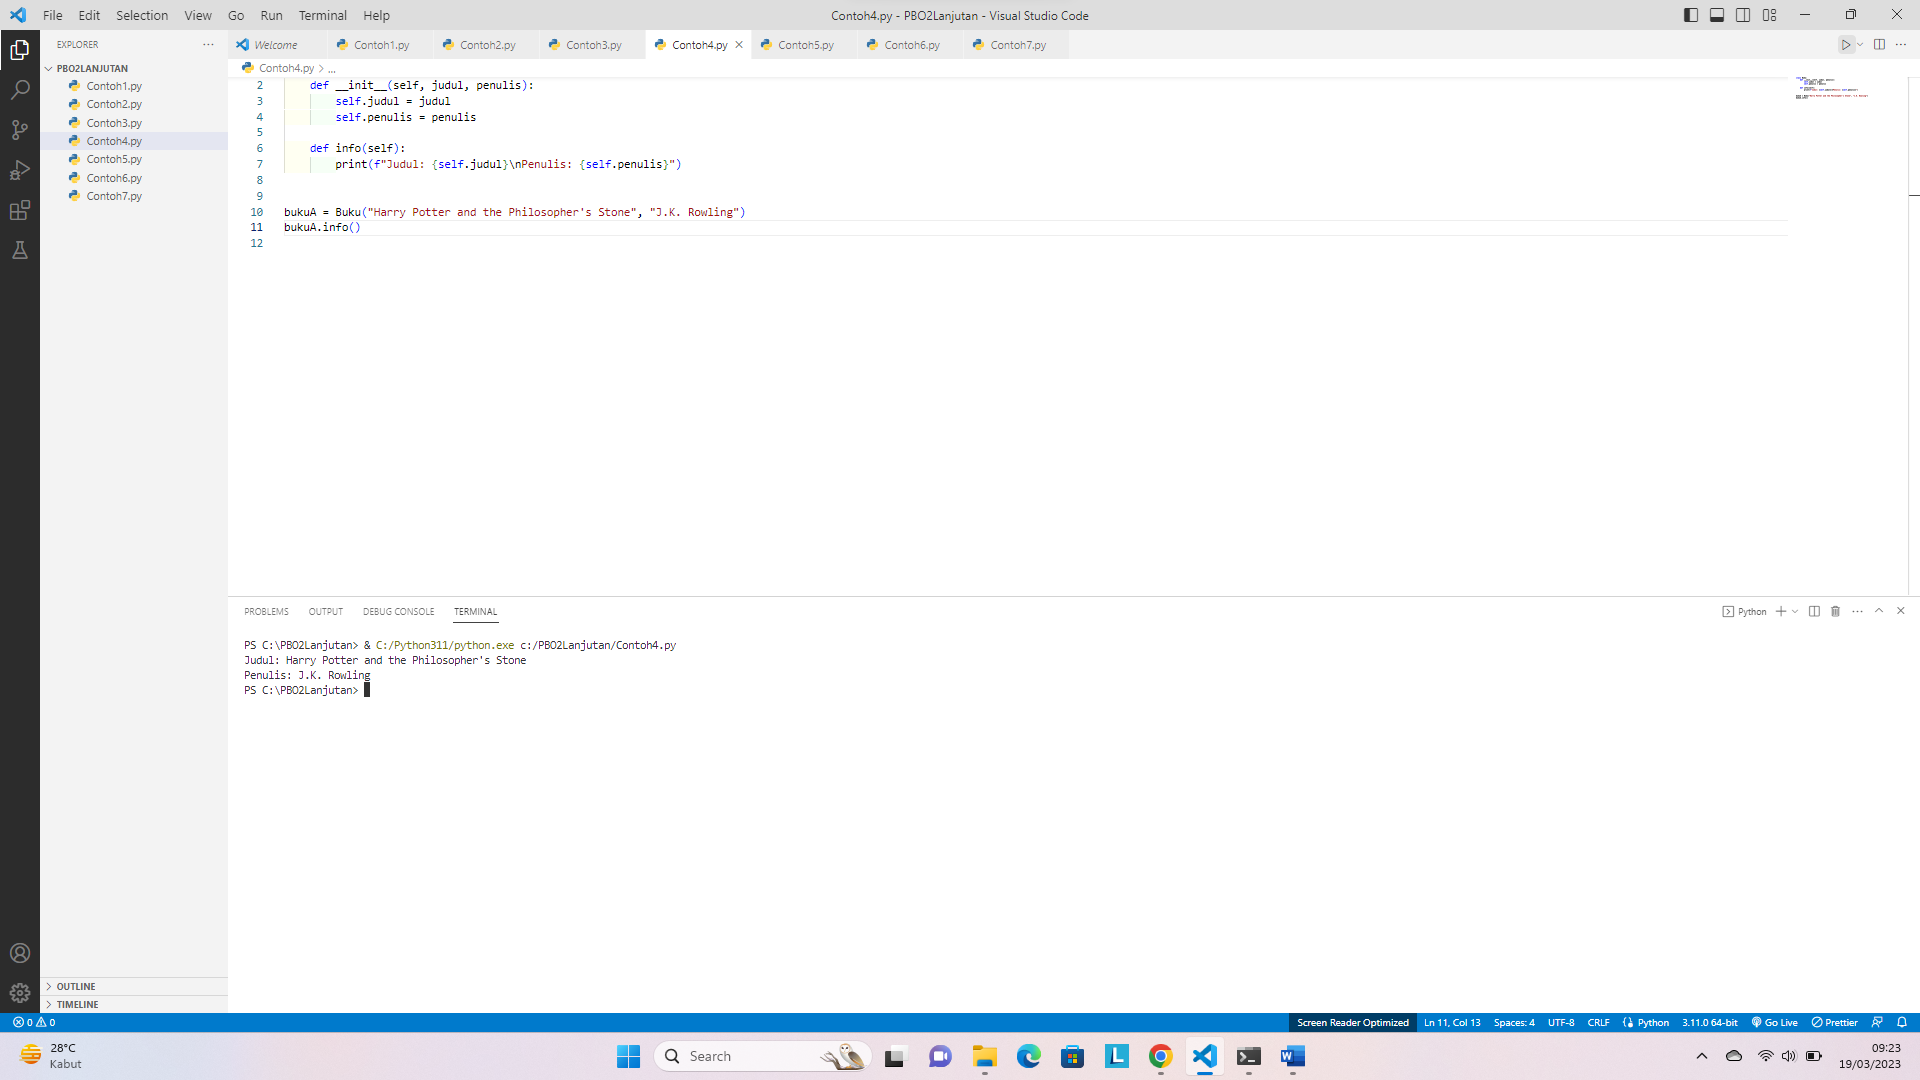 File Edit Selection View Go Run Terminal Help
Contoh4.py - PBO2Lanjutan - Visual Studio Code
EXPLORER
PBO2LANJUTAN
Contoh1.py
Contoh2.py
Contoh3.py
Contoh4.py
Contoh5.py
Contoh6.py
Contoh7.py
OUTLINE
TIMELINE
Welcome Contoh1.py Contoh2.py Contoh3.py Contoh4.py Contoh5.py Contoh6.py Contoh7.py
Contoh4.py > ...
2 def __init__(self, judul, penulis):
3 self.judul = judul
4 self.penulis = penulis
5
6 def info(self):
7 print(f"Judul: {self.judul}\nPenulis: {self.penulis}")
8
9
10 bukuA = Buku("Harry Potter and the Philosopher's Stone", "J.K. Rowling")
11 bukuA.info()
12
PROBLEMS OUTPUT DEBUG CONSOLE TERMINAL
Python
PS C:\PBO2Lanjutan> & C:/Python311/python.exe c:/PBO2Lanjutan/Contoh4.py
Judul: Harry Potter and the Philosopher's Stone
Penulis: J.K. Rowling
PS C:\PBO2Lanjutan>
0 0
Screen Reader Optimized Ln 11, Col 13 Spaces: 4 UTF-8 CRLF Python 3.11.0 64-bit Go Live Prettier
28°C
Kabut
Search
09:23
19/03/2023